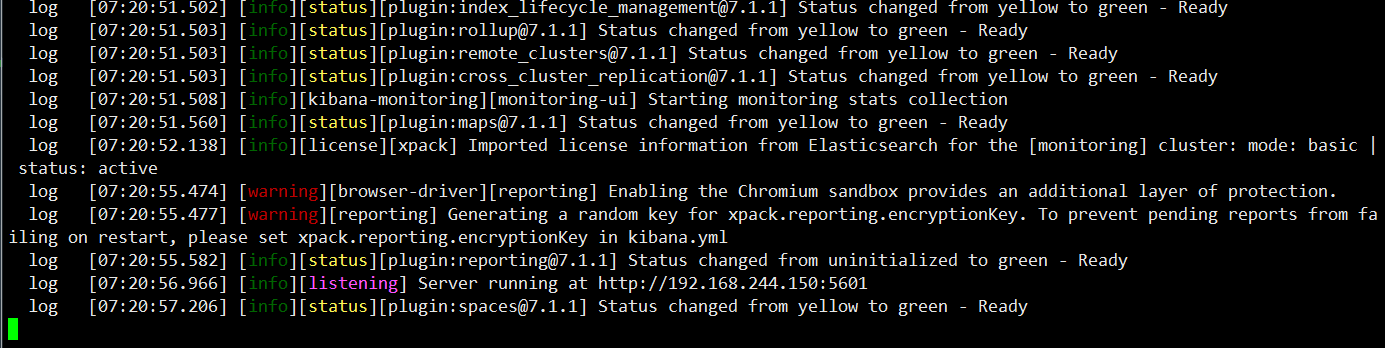 log [07:20:51.502] [info][status][plugin:index_lifecycle_management@7.1.1] Status changed from yellow to green - Ready
log [07:20:51.503] [info][status][plugin:rollup@7.1.1] Status changed from yellow to green - Ready
log [07:20:51.503] [info][status][plugin:remote_clusters@7.1.1] Status changed from yellow to green - Ready
log [07:20:51.503] [info][status][plugin:cross_cluster_replication@7.1.1] Status changed from yellow to green - Ready
log [07:20:51.508] [info][kibana-monitoring][monitoring-ui] Starting monitoring stats collection
log [07:20:51.560] [info][status][plugin:maps@7.1.1] Status changed from yellow to green - Ready
log [07:20:52.138] [info][license][xpack] Imported license information from Elasticsearch for the [monitoring] cluster: mode: basic |
status: active
log [07:20:55.474] [warning][browser-driver][reporting] Enabling the Chromium sandbox provides an additional layer of protection.
log [07:20:55.477] [warning][reporting] Generating a random key for xpack.reporting.encryptionKey. To prevent pending reports from fa
iling on restart, please set xpack.reporting.encryptionKey in kibana.yml
log [07:20:55.582] [info][status][plugin:reporting@7.1.1] Status changed from uninitialized to green - Ready
log [07:20:56.966] [info][listening] Server running at http://192.168.244.150:5601
log [07:20:57.206] [info][status][plugin:spaces@7.1.1] Status changed from yellow to green - Ready